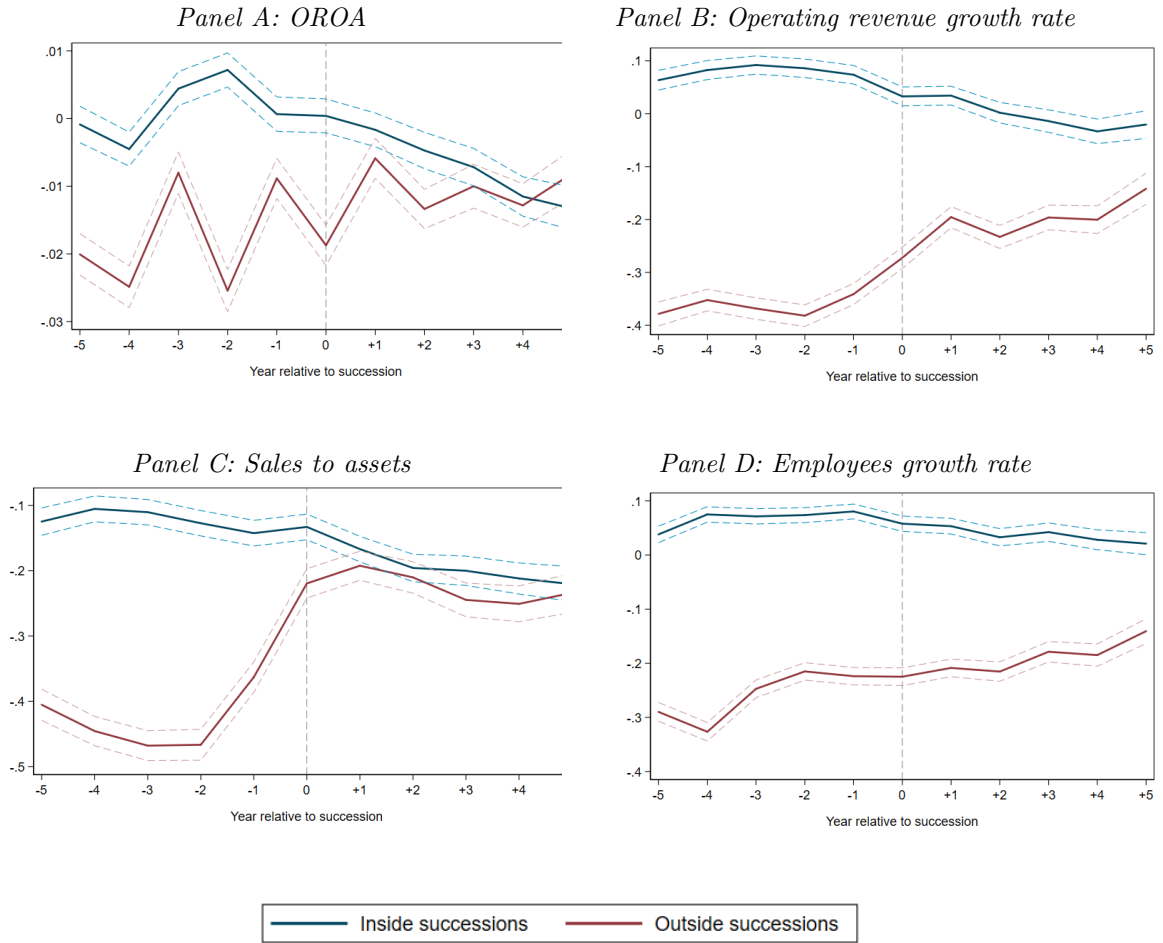 Panel A: OROA
.01
0
-.01
-.02
-.03
-5 -4 -3 -2 -1 0 +1 +2 +3 +4
Year relative to succession
Panel B: Operating revenue growth rate
.1
0
-.1
-.2
-.3
-.4
-5 -4 -3 -2 -1 0 +1 +2 +3 +4 +5
Year relative to succession
Panel C: Sales to assets
-.1
-.2
-.3
-.4
-.5
-5 -4 -3 -2 -1 0 +1 +2 +3 +4
Year relative to succession
Panel D: Employees growth rate
.1
0
-.1
-.2
-.3
-.4
-5 -4 -3 -2 -1 0 +1 +2 +3 +4 +5
Year relative to succession
Inside successions Outside successions